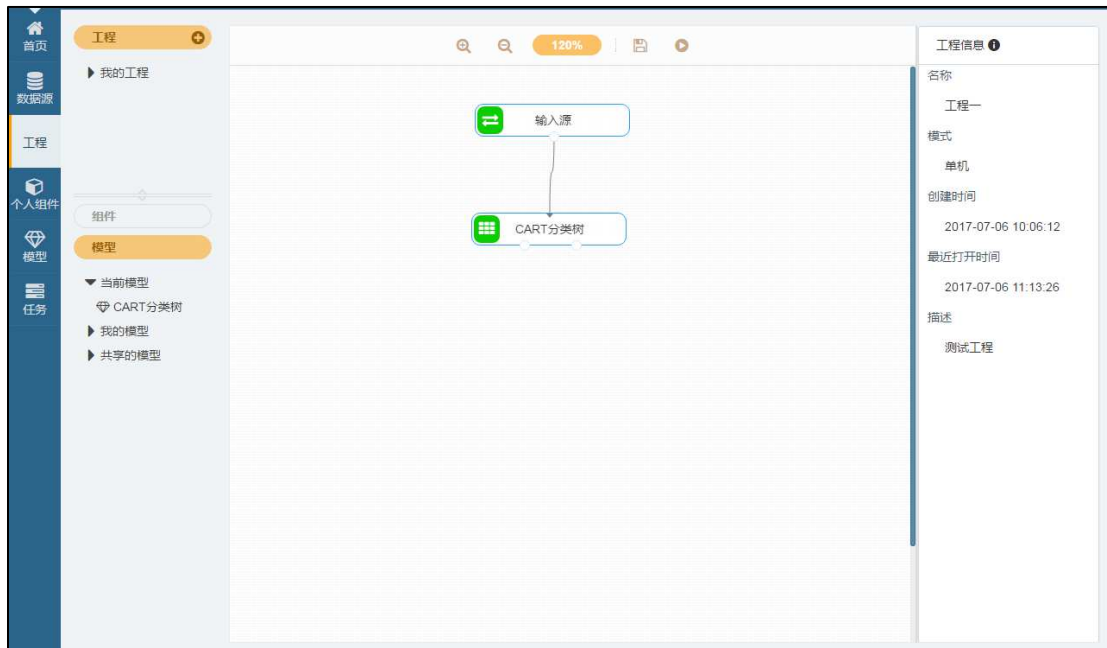 首页
数据源
工程
个人组件
模型
任务
工程
我的工程
组件
模型
当前模型
CART分类树
我的模型
共享的模型
120%
输入源
CART分类树
工程信息
名称
工程一
模式
单机
创建时间
2017-07-06 10:06:12
最近打开时间
2017-07-06 11:13:26
描述
测试工程